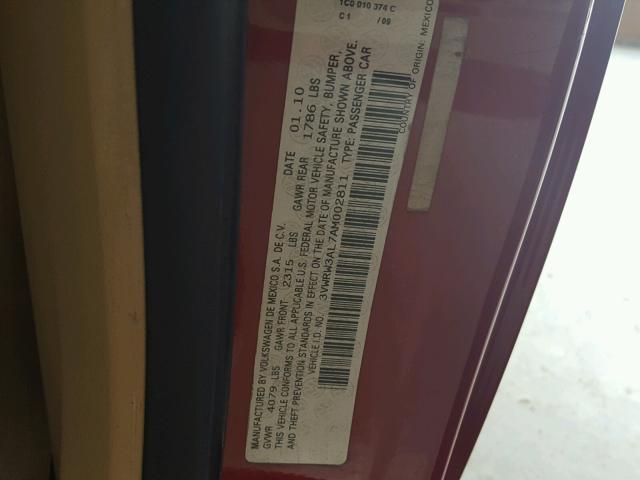 1C0 010 374 C
C 1 / 09
MANUFACTURED BY VOLKSWAGEN DE MEXICO S.A. DE C.V. DATE 01.10
GVWR 4079 LBS GAWR FRONT 2315 LBS GAWR REAR 1786 LBS
THIS VEHICLE CONFORMS TO ALL APPLICABLE U.S. FEDERAL MOTOR VEHICLE SAFETY, BUMPER,
AND THEFT PREVENTION STANDARDS IN EFFECT ON THE DATE OF MANUFACTURE SHOWN ABOVE.
VEHICLE I.D. NO.: 3VWRW3AL7AM002811 TYPE: PASSENGER CAR
COUNTRY OF ORIGIN: MEXICO